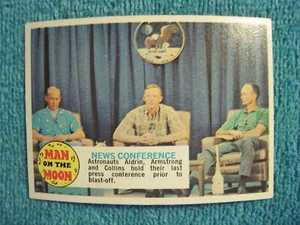 MAN
ON THE
MOON
NEWS CONFERENCE
Astronauts Aldrin, Armstrong
and Collins hold their last
press conference prior to
blast-off.